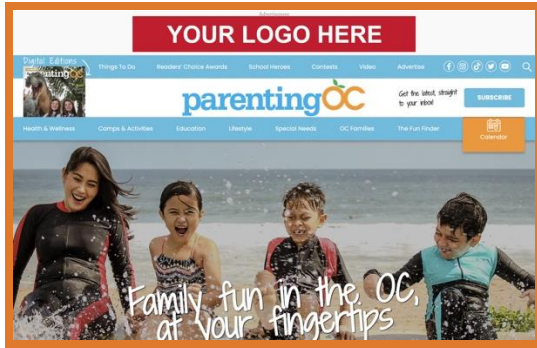 Advertisement
YOUR LOGO HERE
Digital Editions
Things To Do
Readers' Choice Awards
School Heroes
Contests
Video
Advertise
parentingOC
Get the latest, straight
to your inbox!
SUBSCRIBE
Health & Wellness
Camps & Activities
Education
Lifestyle
Special Needs
OC Families
The Fun Finder
Calendar
Family fun in the OC,
at your fingertips